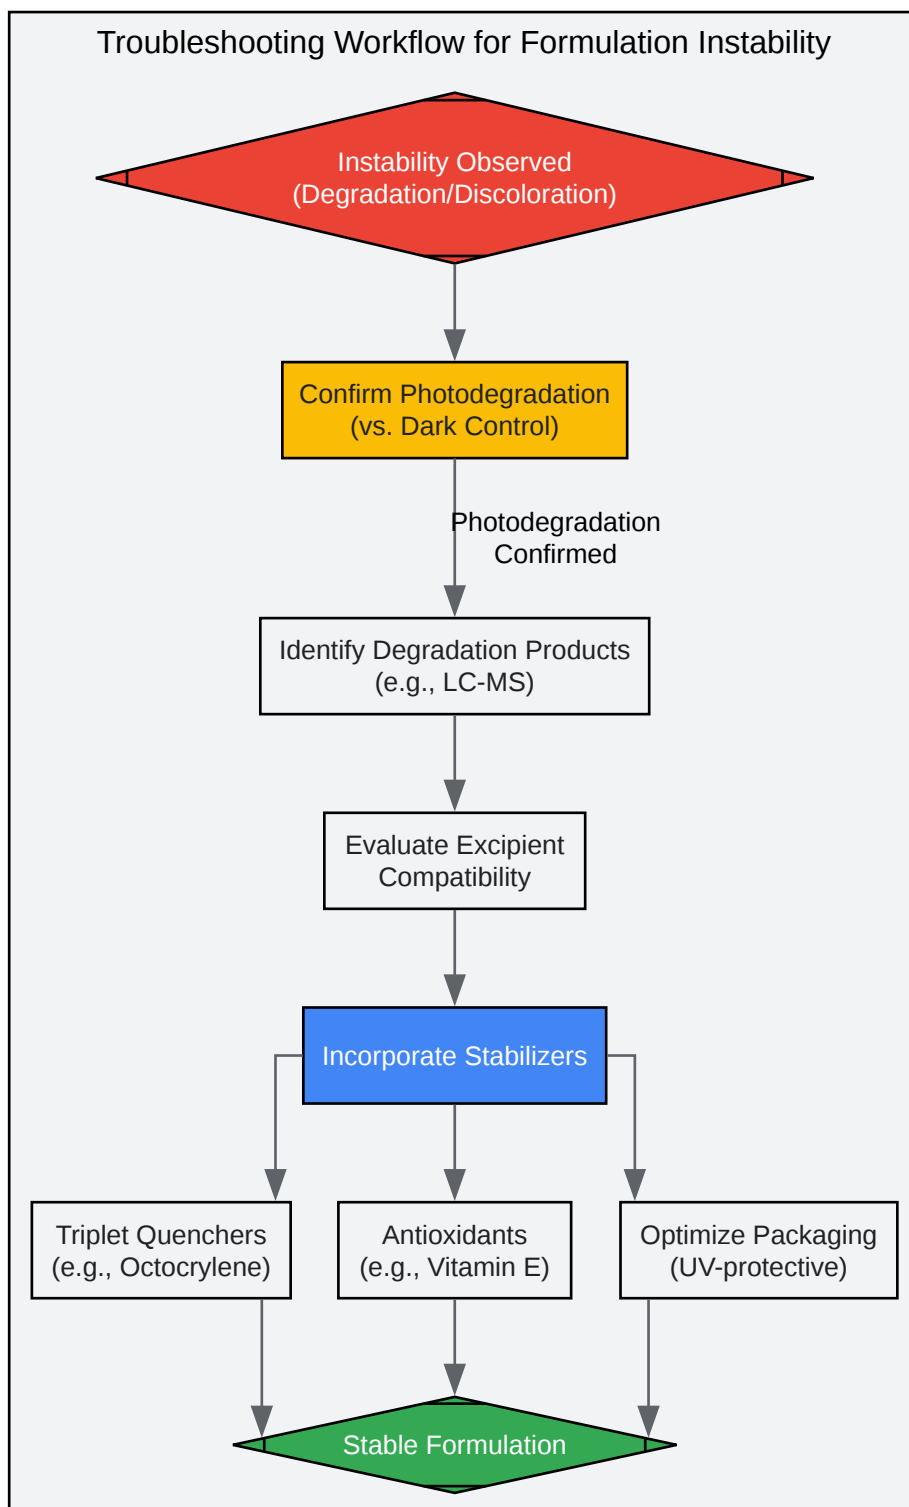 Troubleshooting Workflow for Formulation Instability
Instability Observed
(Degradation/Discoloration)
Confirm Photodegradation
(vs. Dark Control)
Photodegradation
Confirmed
Identify Degradation Products
(e.g., LC-MS)
Evaluate Excipient
Compatibility
Incorporate Stabilizers
Triplet Quenchers
(e.g., Octocrylene)
Antioxidants
(e.g., Vitamin E)
Optimize Packaging
(UV-protective)
Stable Formulation